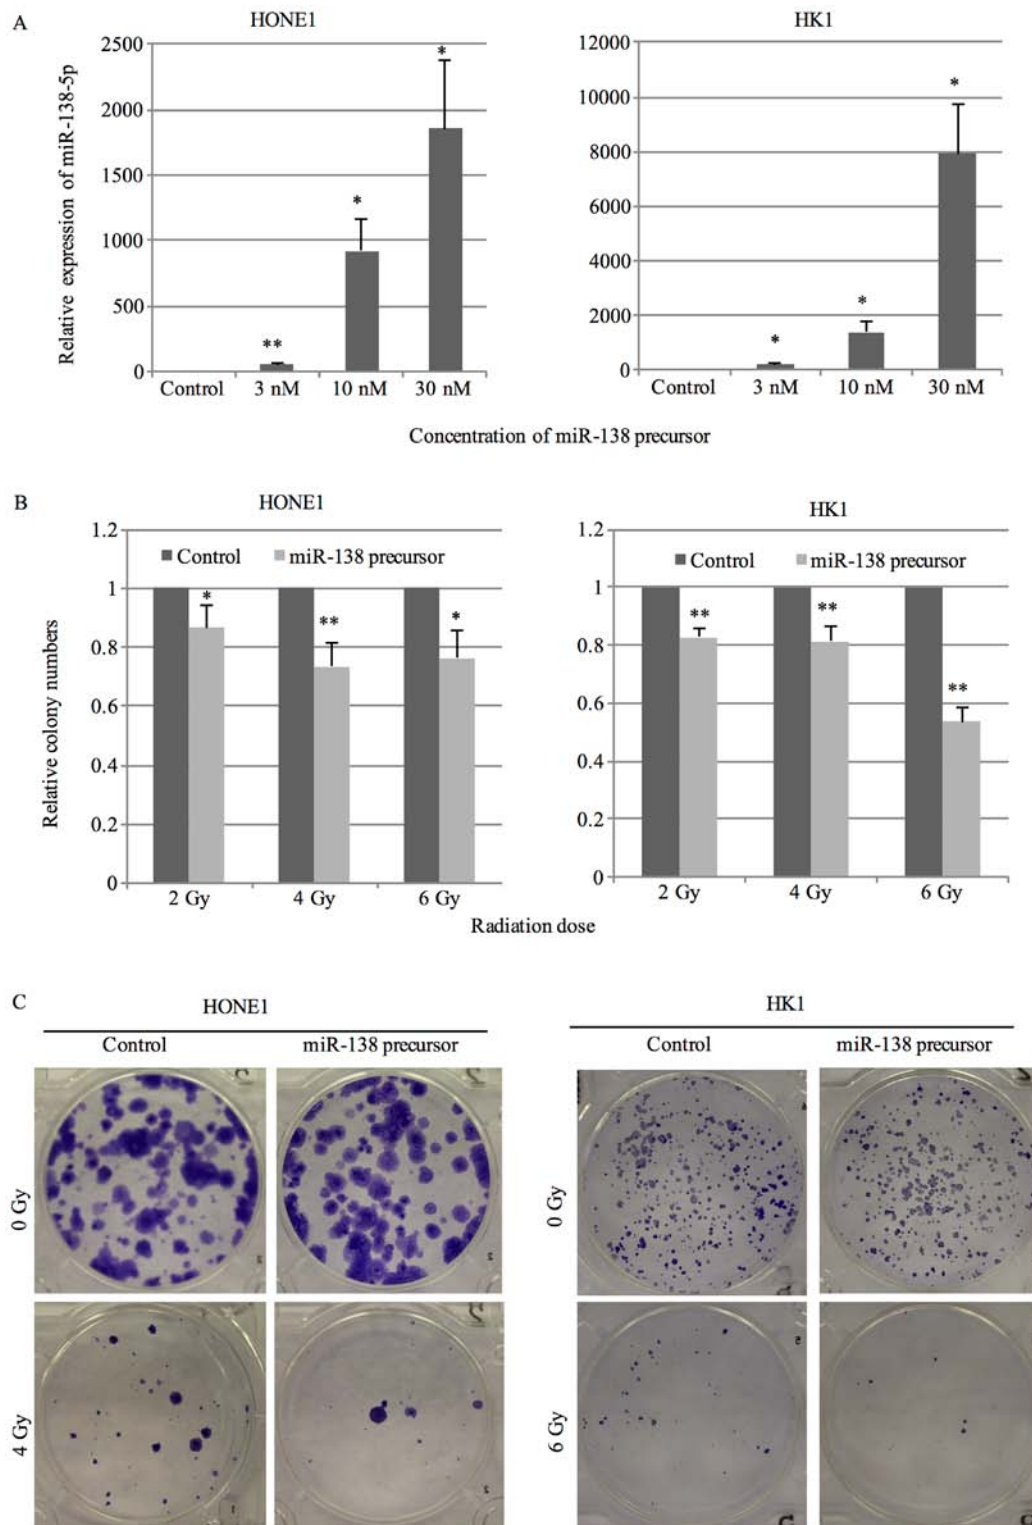 A
HONE1
HK1
Relative expression of miR-138-5p
2500
2000
1500
1000
500
0
*
*
**
Control
3 nM
10 nM
30 nM
12000
10000
8000
6000
4000
2000
0
*
*
*
Control
3 nM
10 nM
30 nM
Concentration of miR-138 precursor
B
HONE1
HK1
Relative colony numbers
1.2
1
0.8
0.6
0.4
0.2
0
Control
miR-138 precursor
*
**
*
2 Gy
4 Gy
6 Gy
1.2
1
0.8
0.6
0.4
0.2
0
Control
miR-138 precursor
**
**
**
2 Gy
4 Gy
6 Gy
Radiation dose
C
HONE1
HK1
Control
miR-138 precursor
Control
miR-138 precursor
0 Gy
0 Gy
4 Gy
6 Gy